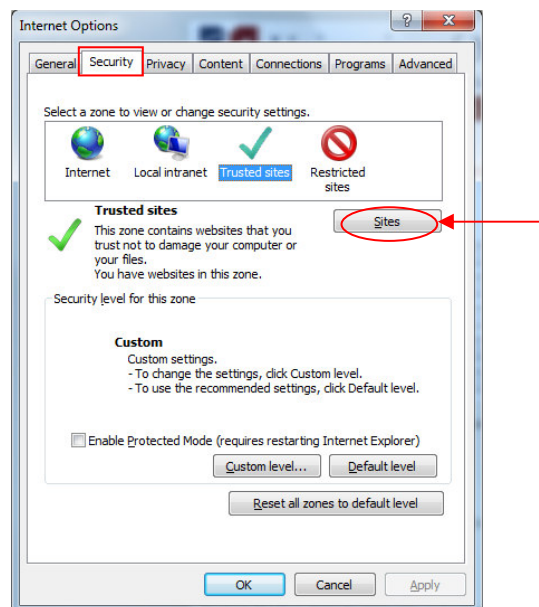 Internet Options
?
X
General Security Privacy Content Connections Programs Advanced
Select a zone to view or change security settings.
Internet Local intranet Trusted sites Restricted sites
Trusted sites
Sites
This zone contains websites that you
trust not to damage your computer or
your files.
You have websites in this zone.
Security level for this zone
Custom
Custom settings.
- To change the settings, click Custom level.
- To use the recommended settings, click Default level.
Enable Protected Mode (requires restarting Internet Explorer)
Custom level... Default level
Reset all zones to default level
OK Cancel Apply